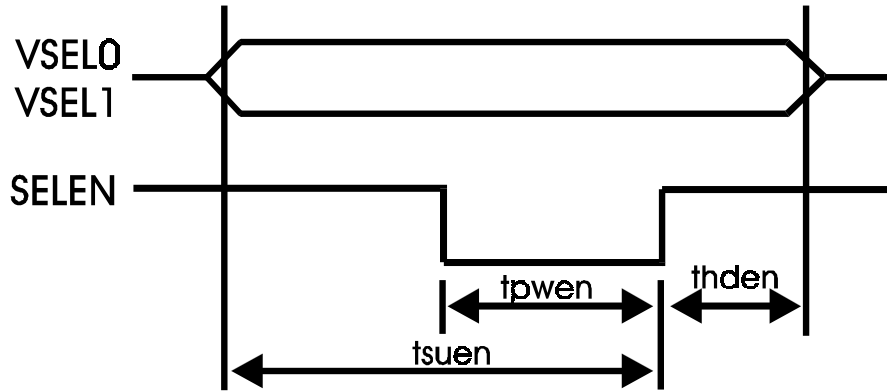 VSEL0
VSEL1
SELEN
tpwen
thden
tsuen